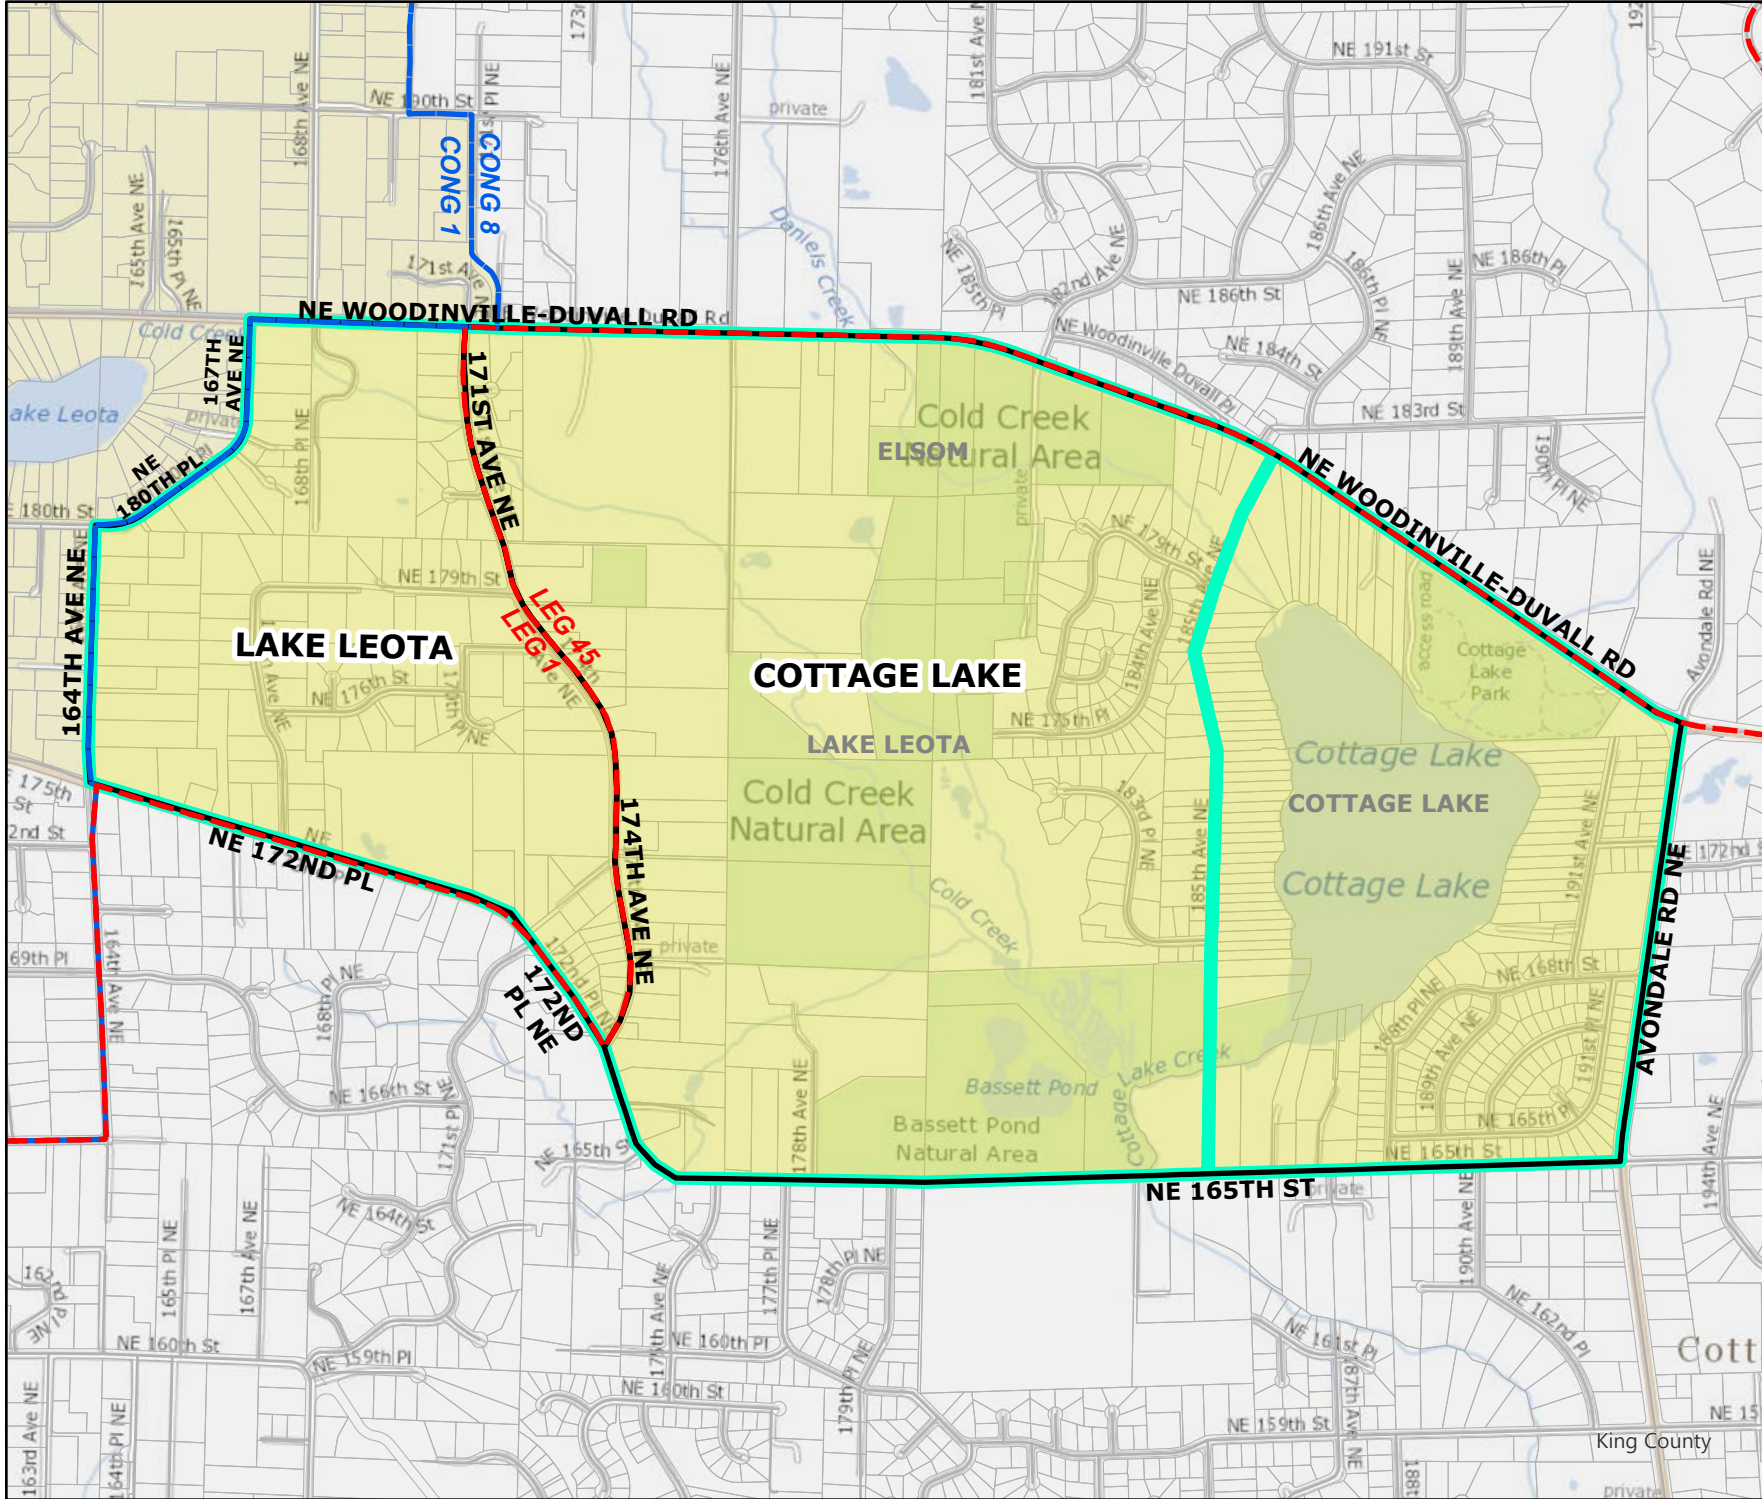 173r
181st Ave N
192
NE 191st St
168th Ave NE
NE 190th St
PI NE
176th Ave NE
private
CONG 1
CONG 8
165th Ave NE
165th Pl NE
171st Ave N
Daniels Creek
NE 185th Pl
182nd Ave NE
186th Ave NE
186th Pl NE
NE 186th St
189th Ave NE
NE 186th Pl
NE WOODINVILLE-DUVALL RD
Cold Creek
167TH
AVE NE
ake Leota
private
168th Pl NE
NE
180TH PL
E 180th St
171ST AVE NE
Cold Creek
Natural Area
ELSOM
private
NE Woodinville Duvall Pl
NE 184th St
NE 183rd St
190th Pl NE
NE WOODINVILLE-DUVALL RD
Avondale Rd NE
164TH AVE NE
NE 179th St
LEG 45
LEG 1
LAKE LEOTA
NE 176th St
170th Pl NE
COTTAGE LAKE
LAKE LEOTA
NE 179th St
184th Ave NE
185th Ave NE
NE 175th Pl
access road
Cottage
Lake
Park
Cottage Lake
COTTAGE LAKE
Cottage Lake
E 175th
St
2nd St
NE 172ND PL
NE
Cold Creek
Natural Area
174TH AVE NE
183rd Pl NE
185th Ave NE
191st Ave NE
E 172nd
AVONDALE RD NE
69th Pl
164th Ave NE
168th Pl NE
172nd Pl NE
172ND
PL NE
private
Cold Creek
NE 168th St
188th Pl NE
189th Ave NE
191st Pl NE
NE 166th St
171st Pl NE
NE 165th S
178th Ave NE
Bassett Pond
Bassett Pond
Natural Area
Cottage Lake Creek
NE 165th Pl
NE 165th St
NE 165TH ST
private
194th Ave NE
NE 164th St
162nd Pl NE
165th Pl NE
167th Ave NE
175th Ave NE
177th Pl NE
178th Pl NE
190th Ave NE
NE 162nd Pl
NE 160th St
NE 159th Pl
NE 160th Pl
179th Pl NE
NE 161st Pl
187th Ave NE
Cott
NE 160th St
163rd Ave NE
164th Pl NE
NE 159th St
NE 15
King County
188t
private